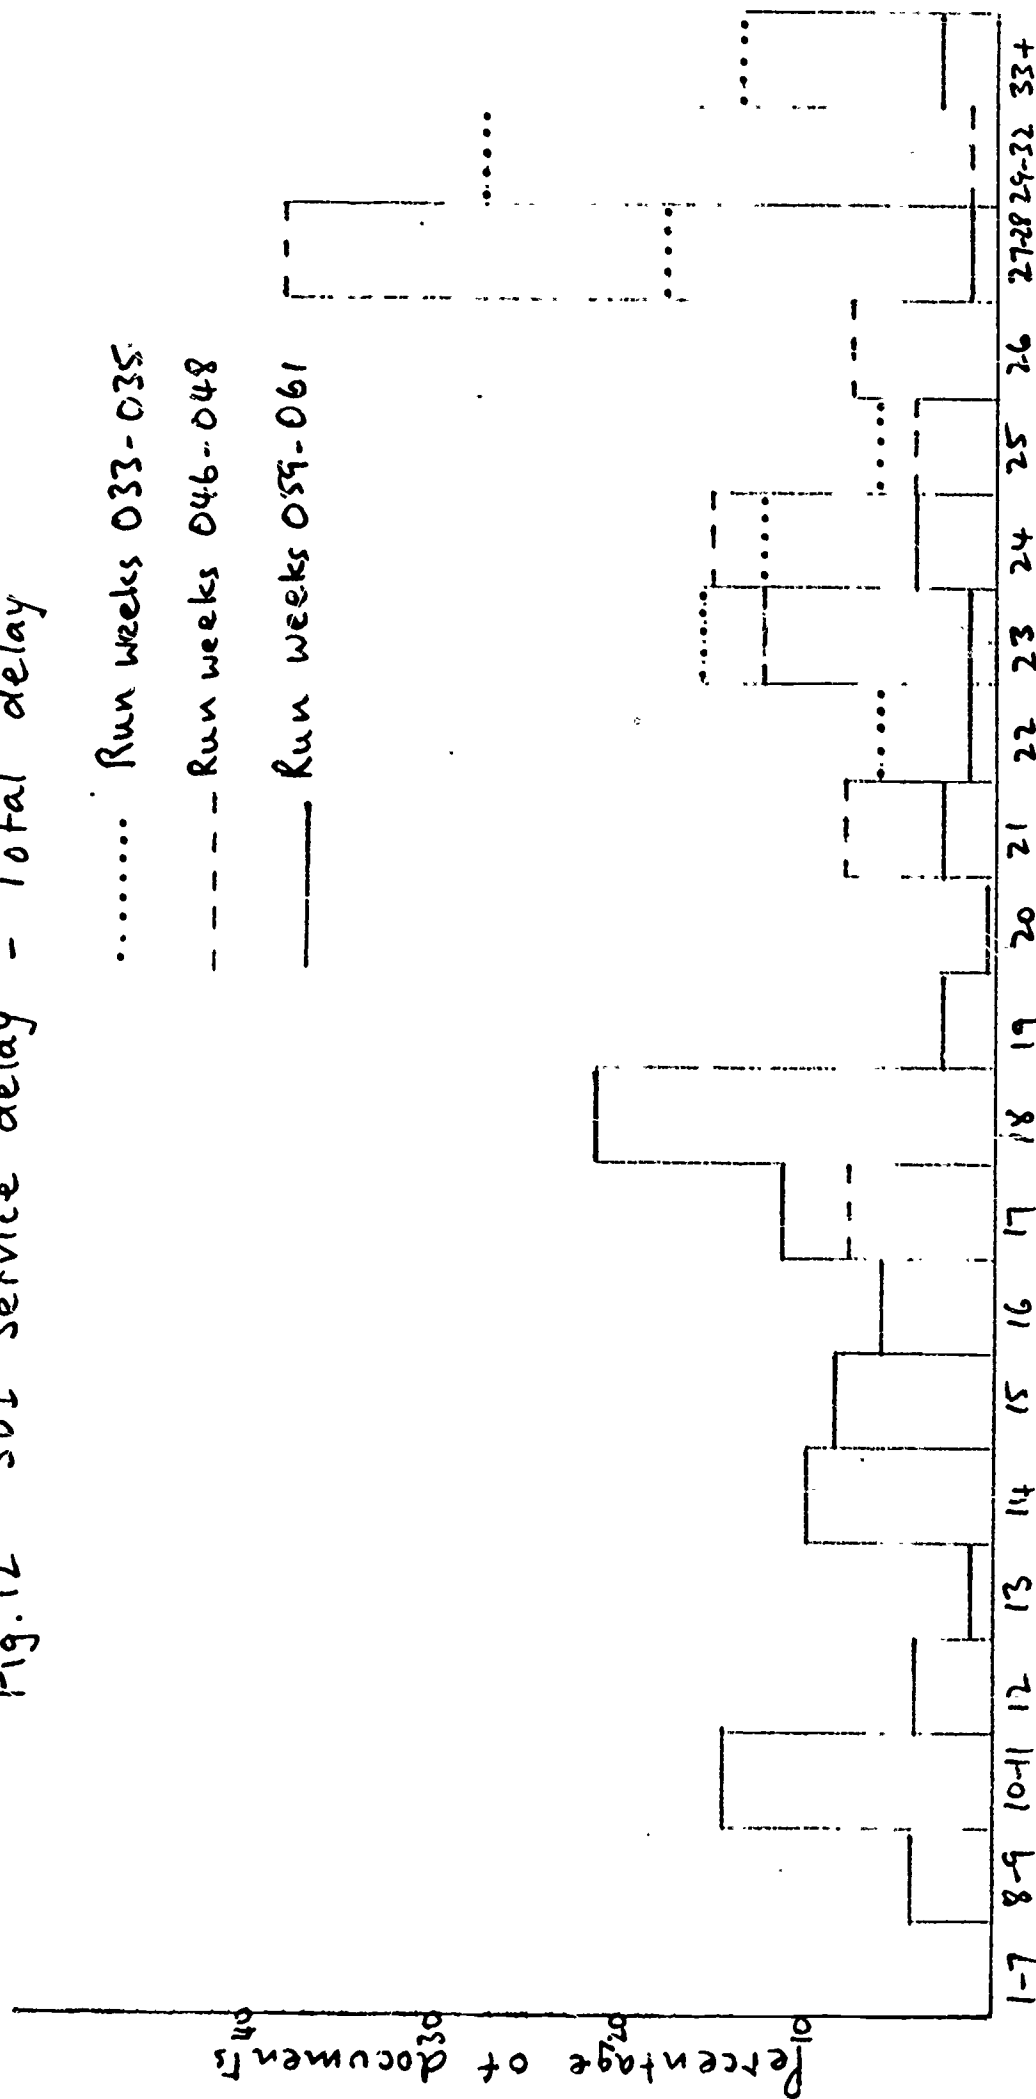 Fig.12 SDI service delay - Total delay
Run weeks 033-035
Run weeks 046-048
Run weeks 059-061
Percentage of documents
40
30
20
10
1-7 8-9 10-11 12 13 14 15 16 17 18 19 20 21 22 23 24 25 26 27-28 29-32 33+